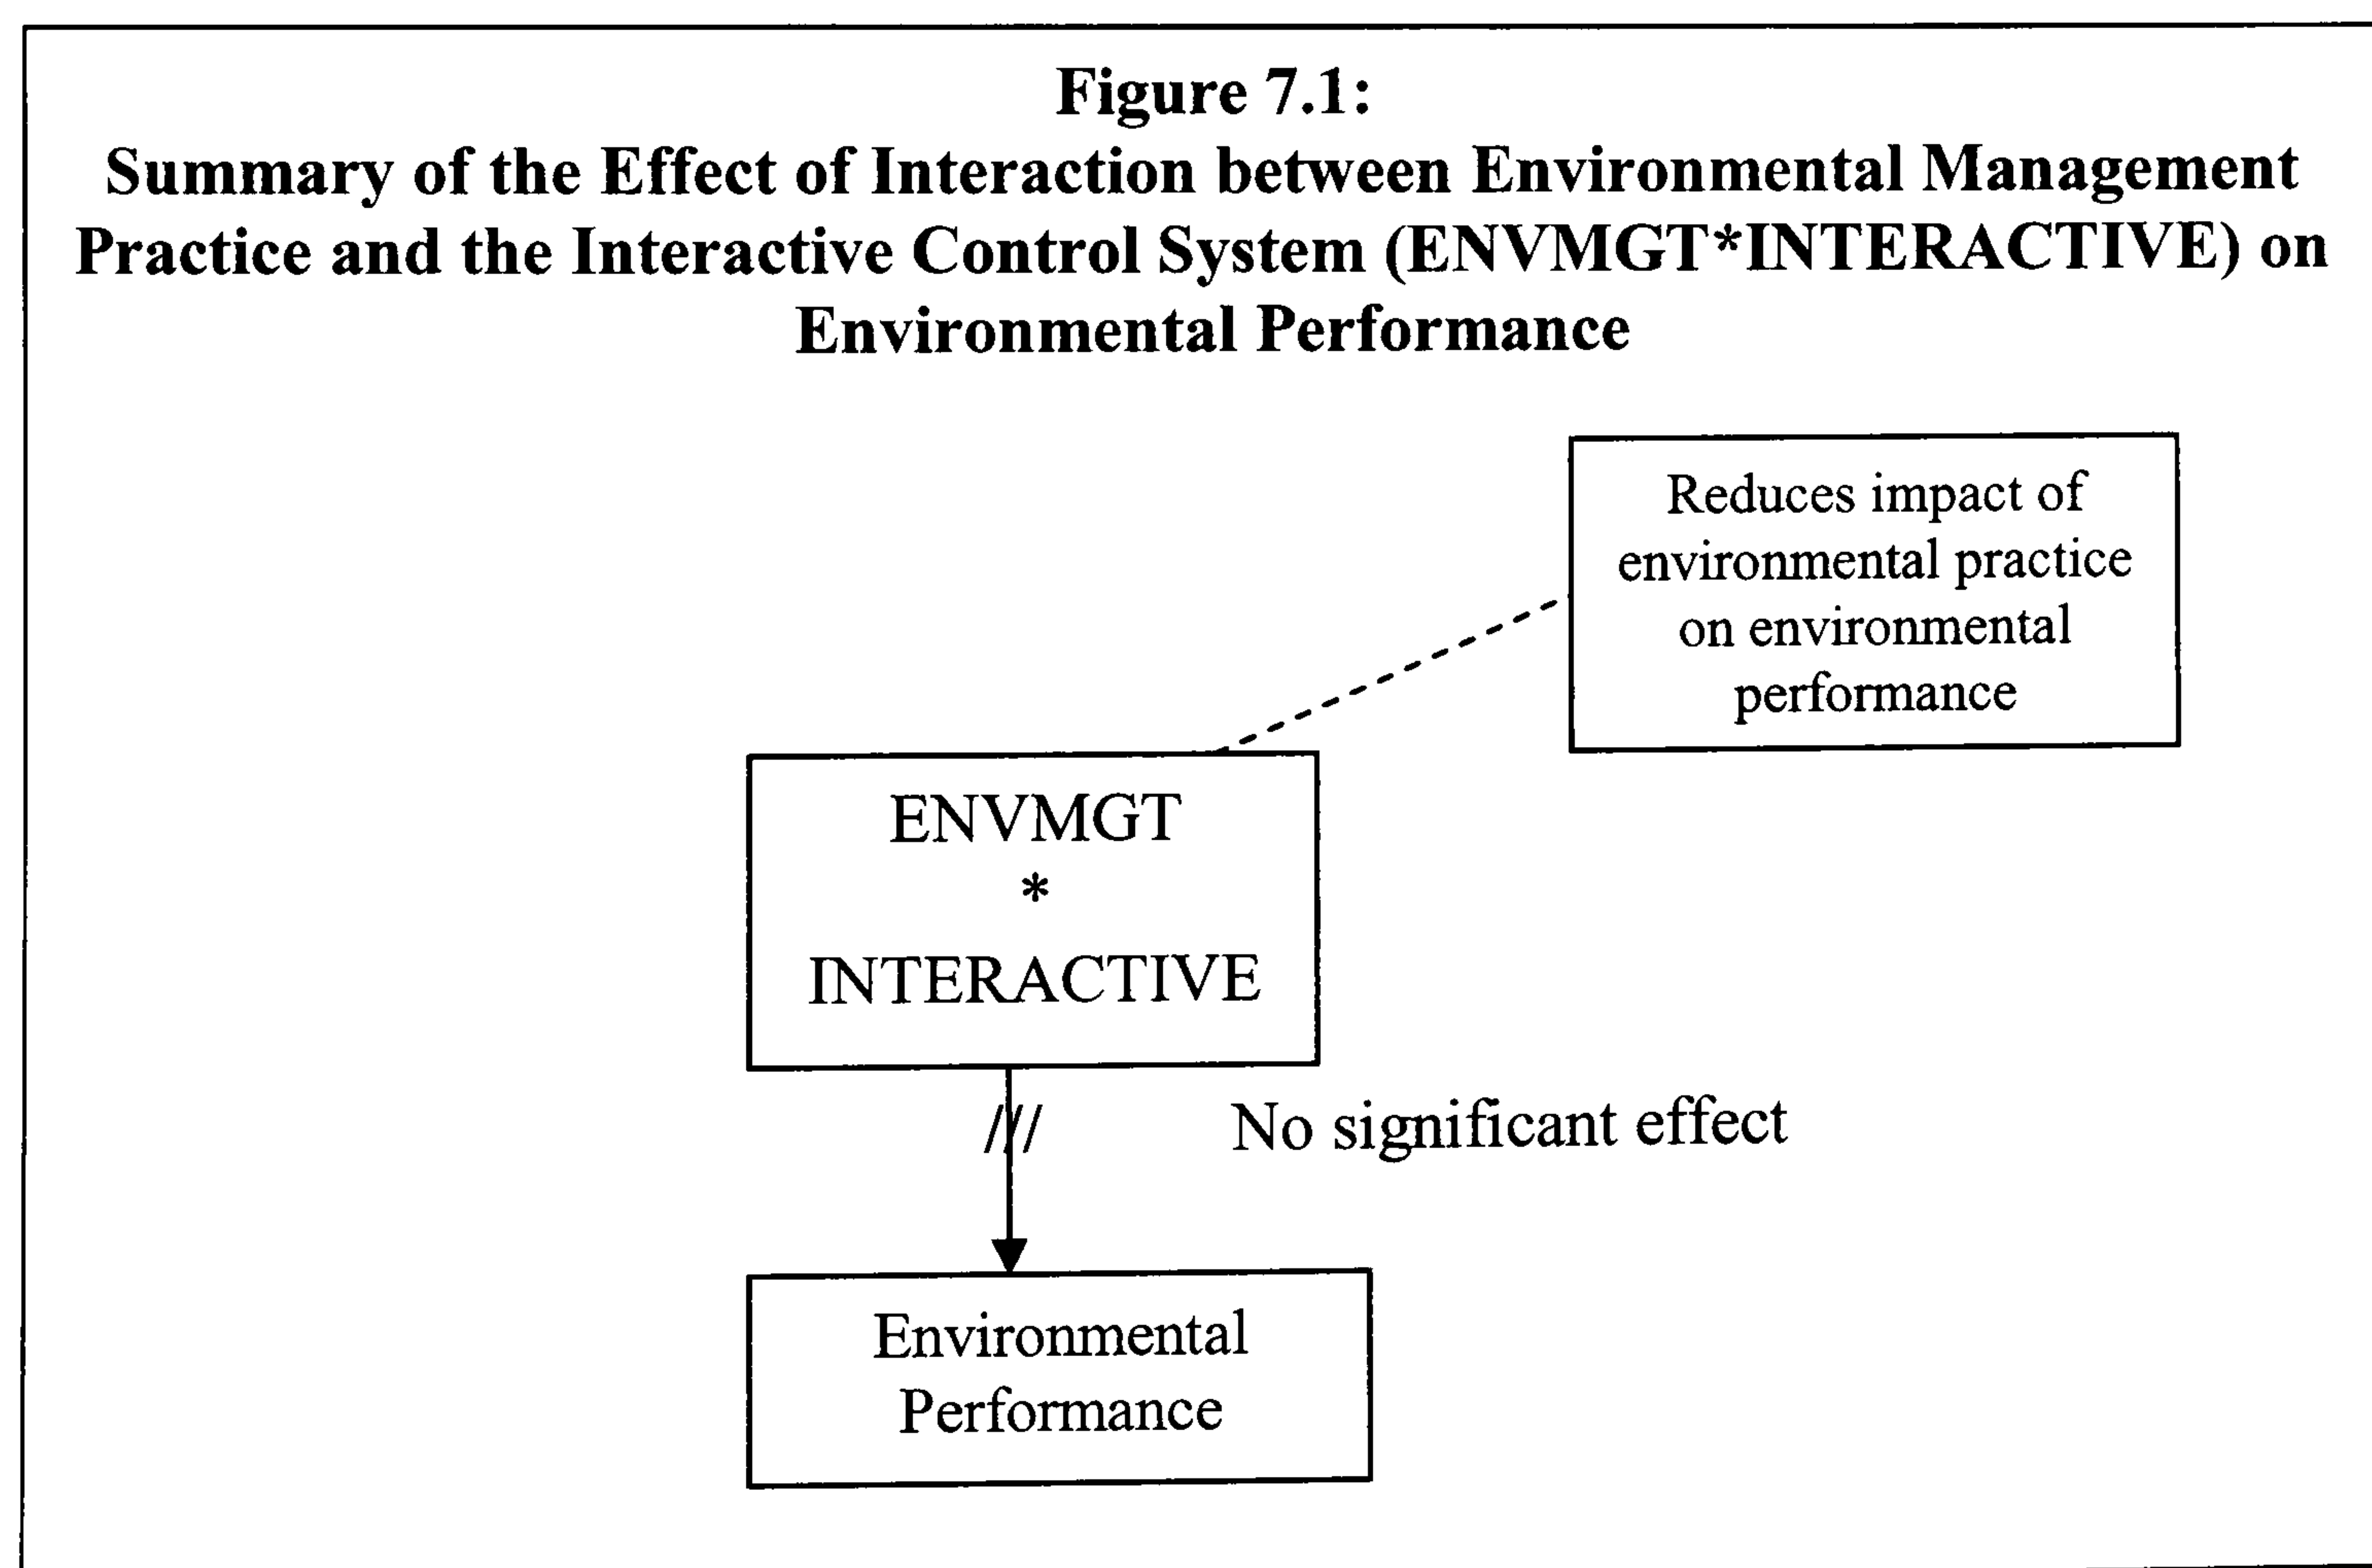 Figure 7.1:
Summary of the Effect of Interaction between Environmental Management
Practice and the Interactive Control System (ENVMGT*INTERACTIVE) on
Environmental Performance
Reduces impact of
environmental practice
on environmental
performance
ENVMGT
*
INTERACTIVE
///
No significant effect
Environmental
Performance